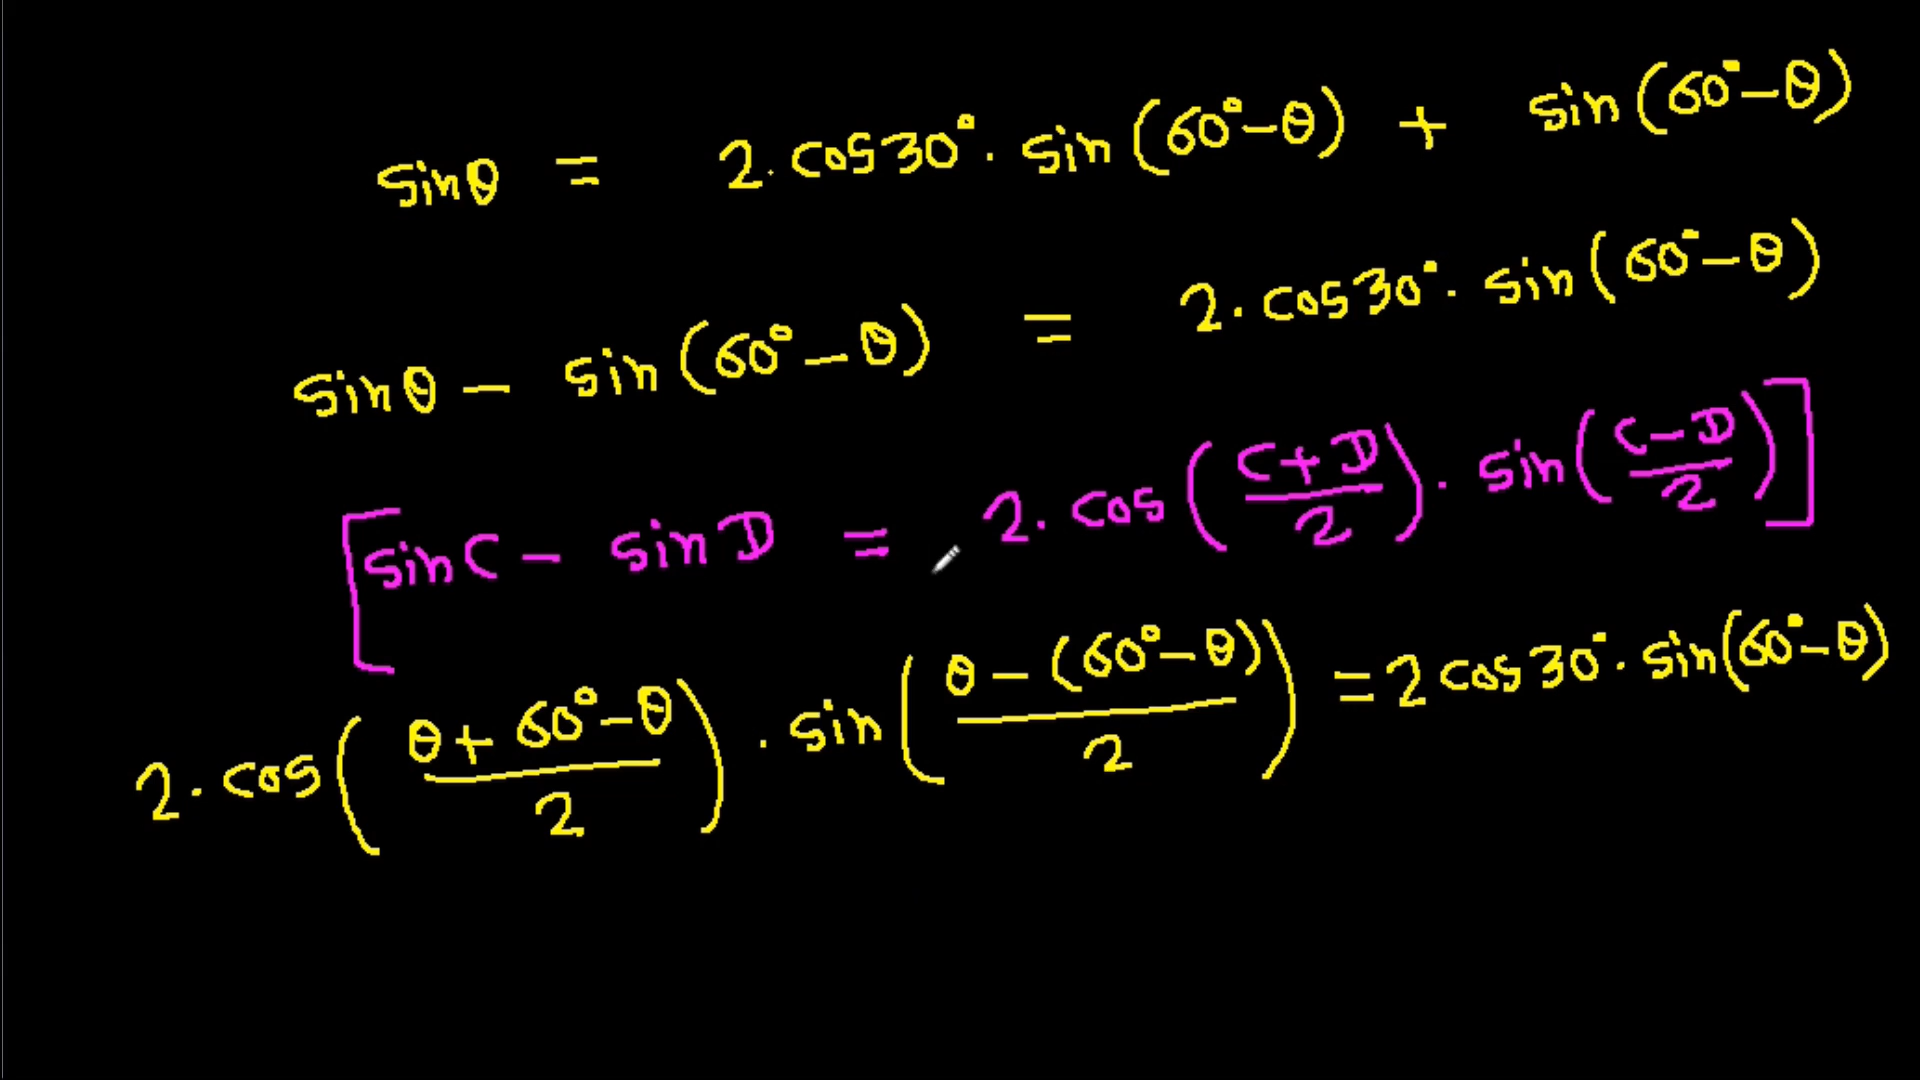 sinθ = 2.cos30°. sin(60°-θ) + sin(60°-θ)
sinθ - sin(60°-θ) = 2.cos30°. sin(60°-θ)
[sinC - sinD = 2.cos((C+D)/2). sin((C-D)/2)]
2.cos((θ+60°-θ)/2). sin((θ-(60°-θ))/2) = 2cos30°. sin(60°-θ)